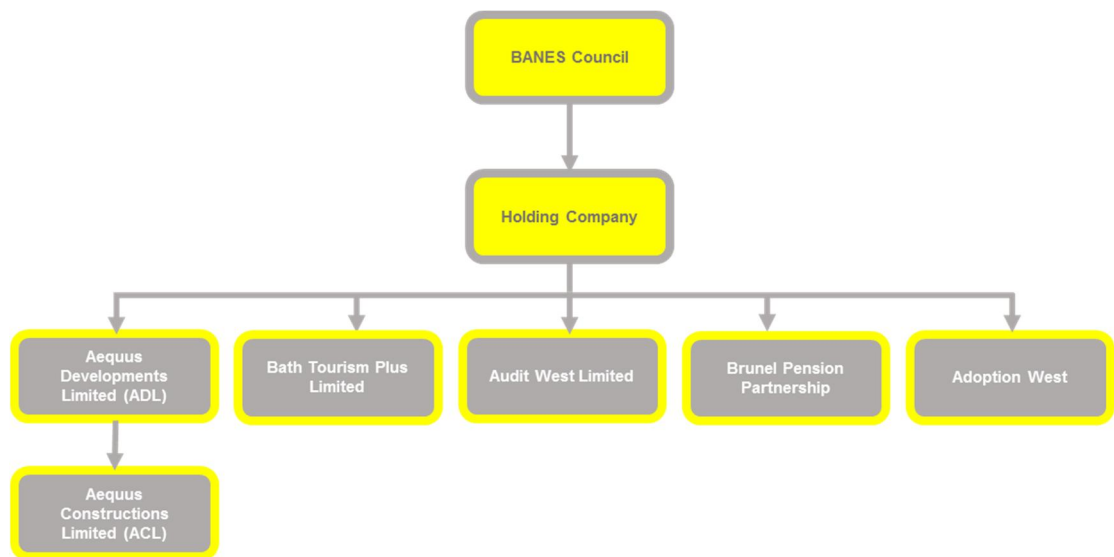 BANES Council
Holding Company
Aequus
Developments
Limited (ADL)
Bath Tourism Plus
Limited
Audit West Limited
Brunel Pension
Partnership
Adoption West
Aequus
Constructions
Limited (ACL)